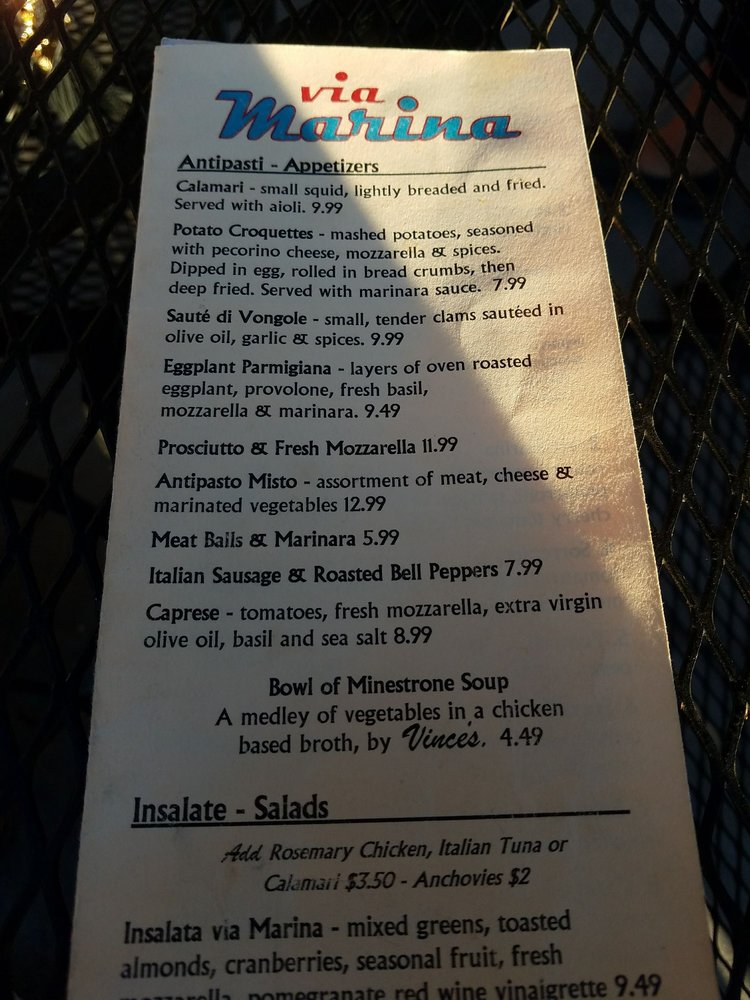 via
Marina
Antipasti - Appetizers
Calamari - small squid, lightly breaded and fried.
Served with aioli. 9.99
Potato Croquettes - mashed potatoes, seasoned
with pecorino cheese, mozzarella & spices.
Dipped in egg, rolled in bread crumbs, then
deep fried. Served with marinara sauce. 7.99
Sauté di Vongole - small, tender clams sautéed in
olive oil, garlic & spices. 9.99
Eggplant Parmigiana - layers of oven roasted
eggplant, provolone, fresh basil,
mozzarella & marinara. 9.49
Prosciutto & Fresh Mozzarella 11.99
Antipasto Misto - assortment of meat, cheese &
marinated vegetables 12.99
Meat Balls & Marinara 5.99
Italian Sausage & Roasted Bell Peppers 7.99
Caprese - tomatoes, fresh mozzarella, extra virgin
olive oil, basil and sea salt 8.99
Bowl of Minestrone Soup
A medley of vegetables in a chicken
based broth, by Vince's. 4.49
Insalate - Salads
Add Rosemary Chicken, Italian Tuna or
Calamari $3.50 - Anchovies $2
Insalata via Marina - mixed greens, toasted
almonds, cranberries, seasonal fruit, fresh
mozzarella, pomegranate red wine vinaigrette 9.49